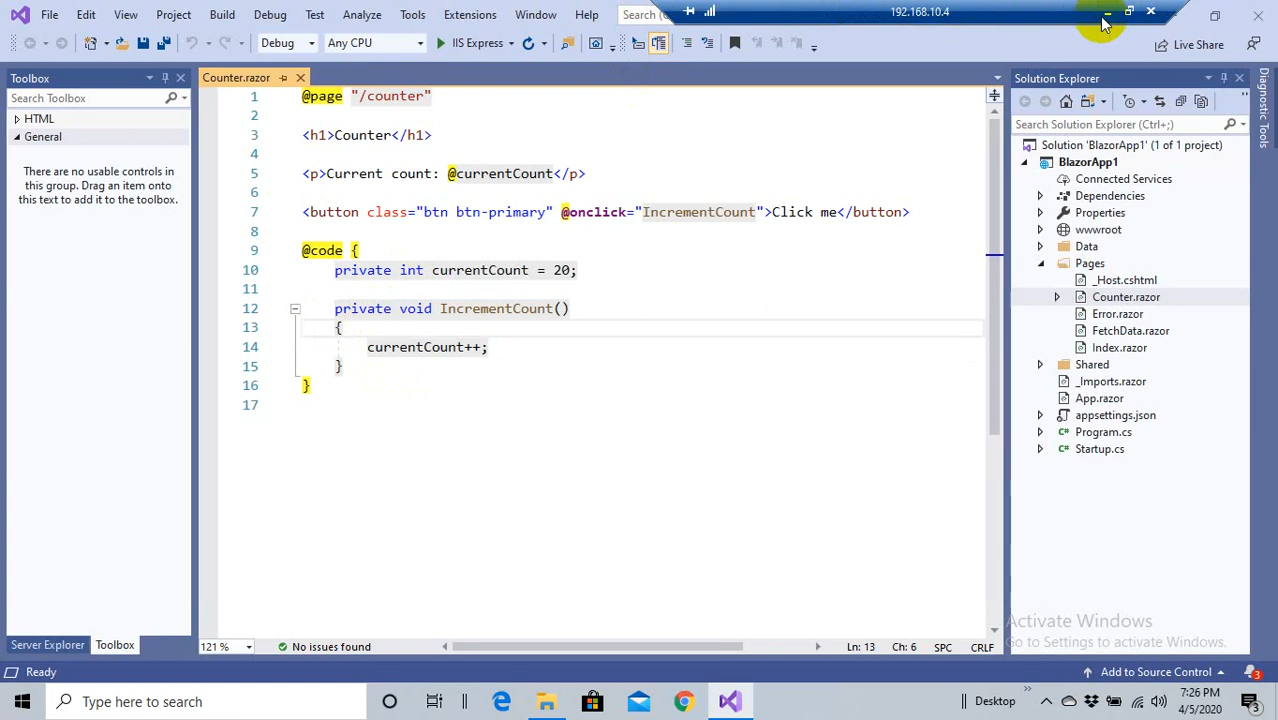 File Edit View Project Build Debug Test Analyze Tools Extensions Window Help Search (
192.168.10.4
Debug Any CPU IIS Express Live Share
Toolbox
Search Toolbox
HTML
General
There are no usable controls in
this group. Drag an item onto
this text to add it to the toolbox.
Server Explorer Toolbox
Counter.razor
1 @page "/counter"
2
3 <h1>Counter</h1>
4
5 <p>Current count: @currentCount</p>
6
7 <button class="btn btn-primary" @onclick="IncrementCount">Click me</button>
8
9 @code {
10 private int currentCount = 20;
11
12 private void IncrementCount()
13 {
14 currentCount++;
15 }
16 }
17
121 % No issues found Ln: 13 Ch: 6 SPC CRLF
Solution Explorer
Search Solution Explorer (Ctrl+;)
Solution 'BlazorApp1' (1 of 1 project)
BlazorApp1
Connected Services
Dependencies
Properties
wwwroot
Data
Pages
_Host.cshtml
Counter.razor
Error.razor
FetchData.razor
Index.razor
Shared
_Imports.razor
App.razor
appsettings.json
C# Program.cs
C# Startup.cs
Diagnostic Tools
Activate Windows
Go to Settings to activate Windows.
Ready Add to Source Control 3
Type here to search Desktop » 7:26 PM
4/5/2020 3